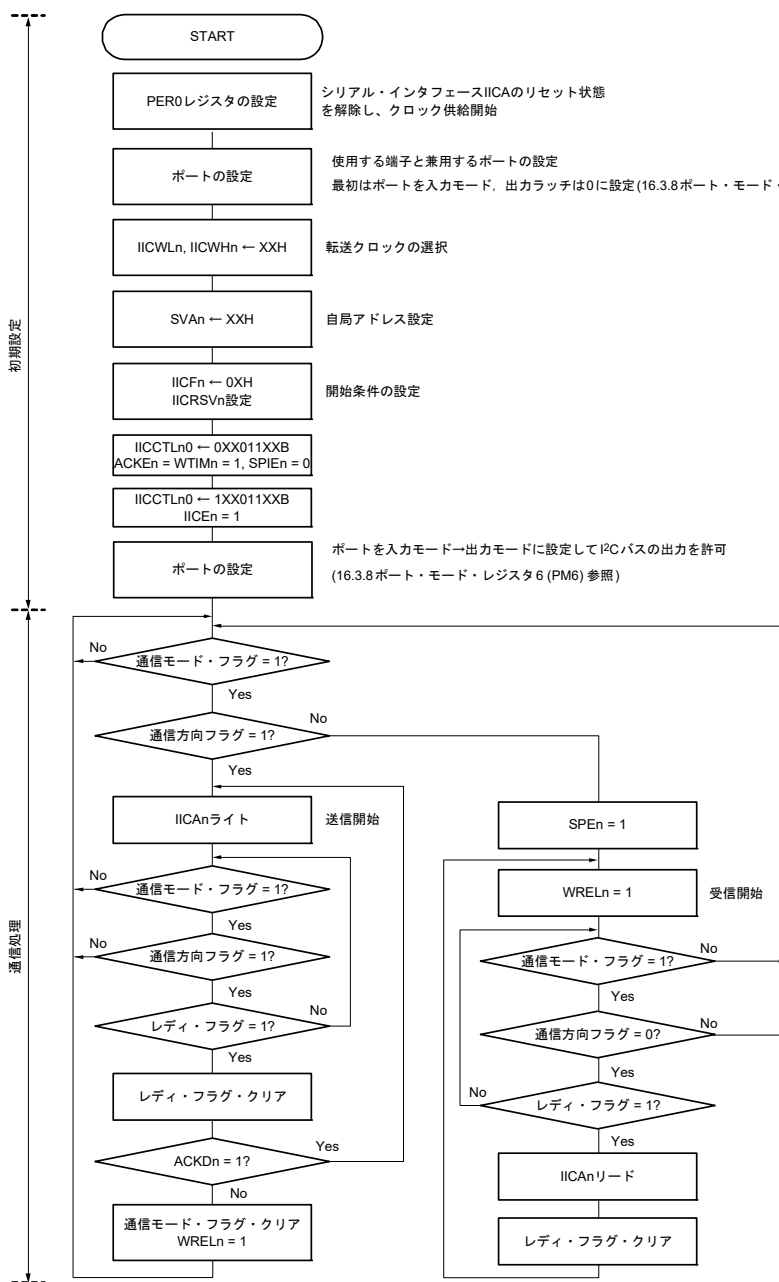 START
PER0レジスタの設定
シリアル・インタフェースIICAのリセット状態
を解除し、クロック供給開始
ポートの設定
使用する端子と兼用するポートの設定
最初はポートを入力モード, 出力ラッチは0に設定(16.3.8ポート・モード・
IICWLn, IICWHn ← XXH
転送クロックの選択
SVAn ← XXH
自局アドレス設定
IICFn ← 0XH
IICRSVn設定
開始条件の設定
IICCTLn0 ← 0XX011XXB
ACKEn = WTIMn = 1, SPIEn = 0
IICCTLn0 ← 1XX011XXB
IICEn = 1
ポートの設定
ポートを入力モード→出力モードに設定してI²Cバスの出力を許可
(16.3.8ポート・モード・レジスタ6 (PM6) 参照)
初期設定
通信モード・フラグ = 1?
No
Yes
通信方向フラグ = 1?
No
Yes
IICAnライト
送信開始
通信モード・フラグ = 1?
No
Yes
通信方向フラグ = 1?
No
Yes
レディ・フラグ = 1?
No
Yes
レディ・フラグ・クリア
ACKDn = 1?
Yes
No
通信モード・フラグ・クリア
WRELn = 1
通信処理
SPEn = 1
WRELn = 1
受信開始
通信モード・フラグ = 1?
No
Yes
通信方向フラグ = 0?
No
Yes
レディ・フラグ = 1?
No
Yes
IICAnリード
レディ・フラグ・クリア